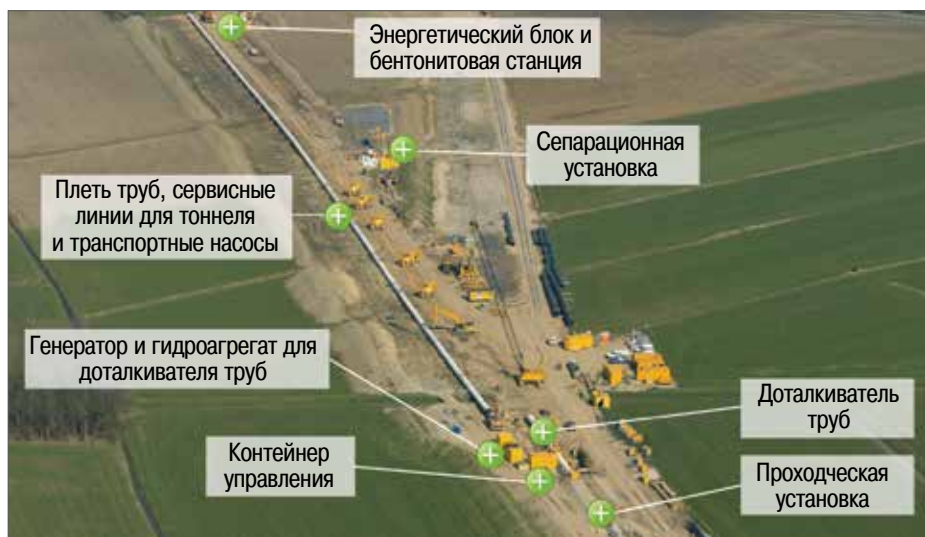 Энергетический блок и
бентонитовая станция
Сепарационная
установка
Плеть труб, сервисные
линии для тоннеля
и транспортные насосы
Генератор и гидроагрегат для
доталкивателя труб
Доталкиватель
труб
Контейнер
управления
Проходческая
установка